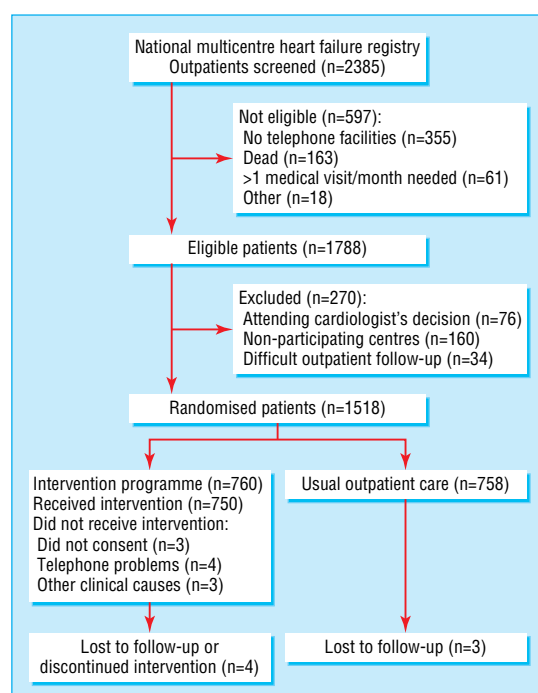 National multicentre heart failure registry
Outpatients screened (n=2385)
Not eligible (n=597):
No telephone facilities (n=355)
Dead (n=163)
>1 medical visit/month needed (n=61)
Other (n=18)
Eligible patients (n=1788)
Excluded (n=270):
Attending cardiologist's decision (n=76)
Non-participating centres (n=160)
Difficult outpatient follow-up (n=34)
Randomised patients (n=1518)
Intervention programme (n=760)
Received intervention (n=750)
Did not receive intervention:
Did not consent (n=3)
Telephone problems (n=4)
Other clinical causes (n=3)
Usual outpatient care (n=758)
Lost to follow-up or
discontinued intervention (n=4)
Lost to follow-up (n=3)